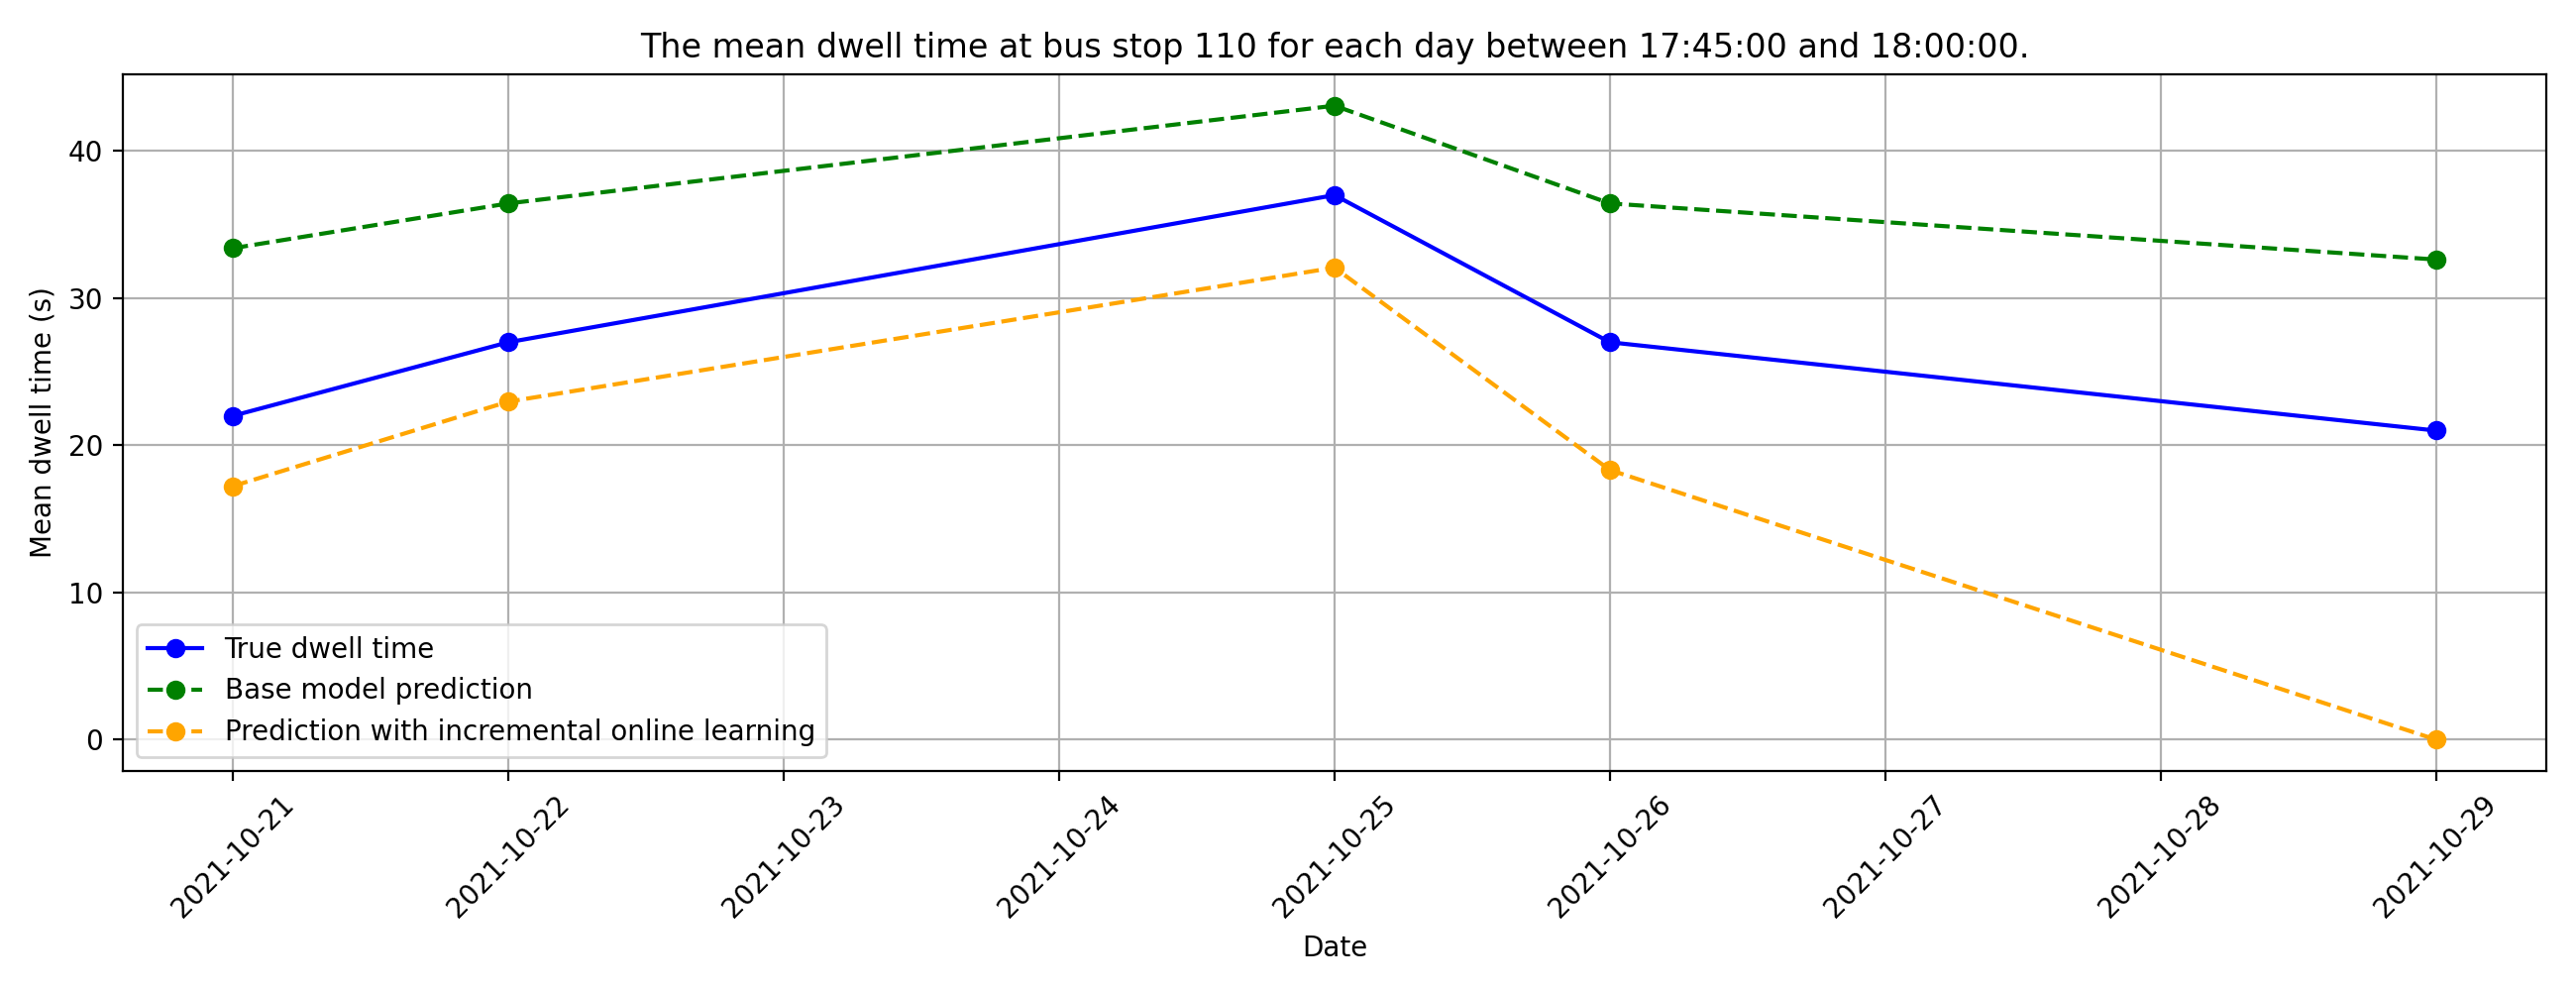 The mean dwell time at bus stop 110 for each day between 17:45:00 and 18:00:00.
Mean dwell time (s)
40
30
20
10
0
True dwell time
Base model prediction
Prediction with incremental online learning
2021-10-21
2021-10-22
2021-10-23
2021-10-24
2021-10-25
2021-10-26
2021-10-27
2021-10-28
2021-10-29
Date